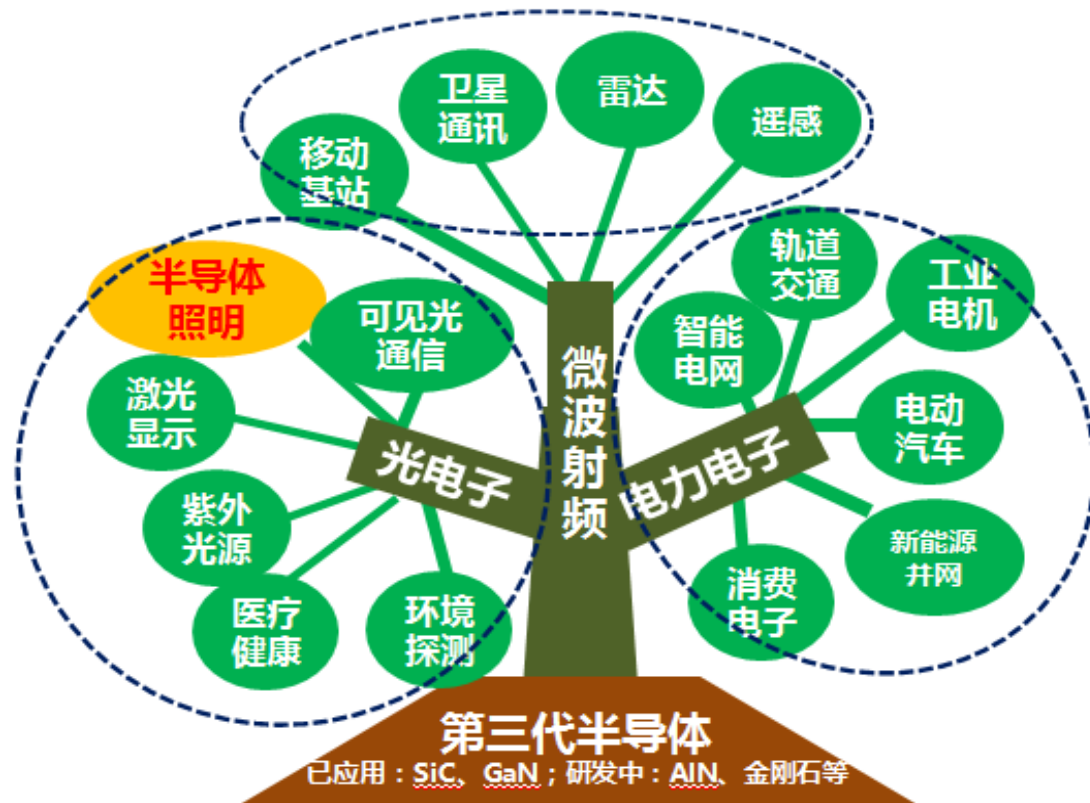 卫星
通讯
雷达
遥感
移动
基站
半导体
照明
可见光
通信
激光
显示
紫外
光源
医疗
健康
环境
探测
光电子
微波射频
电力电子
轨道
交通
工业
电机
智能
电网
电动
汽车
新能源
井网
消费
电子
第三代半导体
已应用：SiC、GaN；研发中：AlN、金刚石等